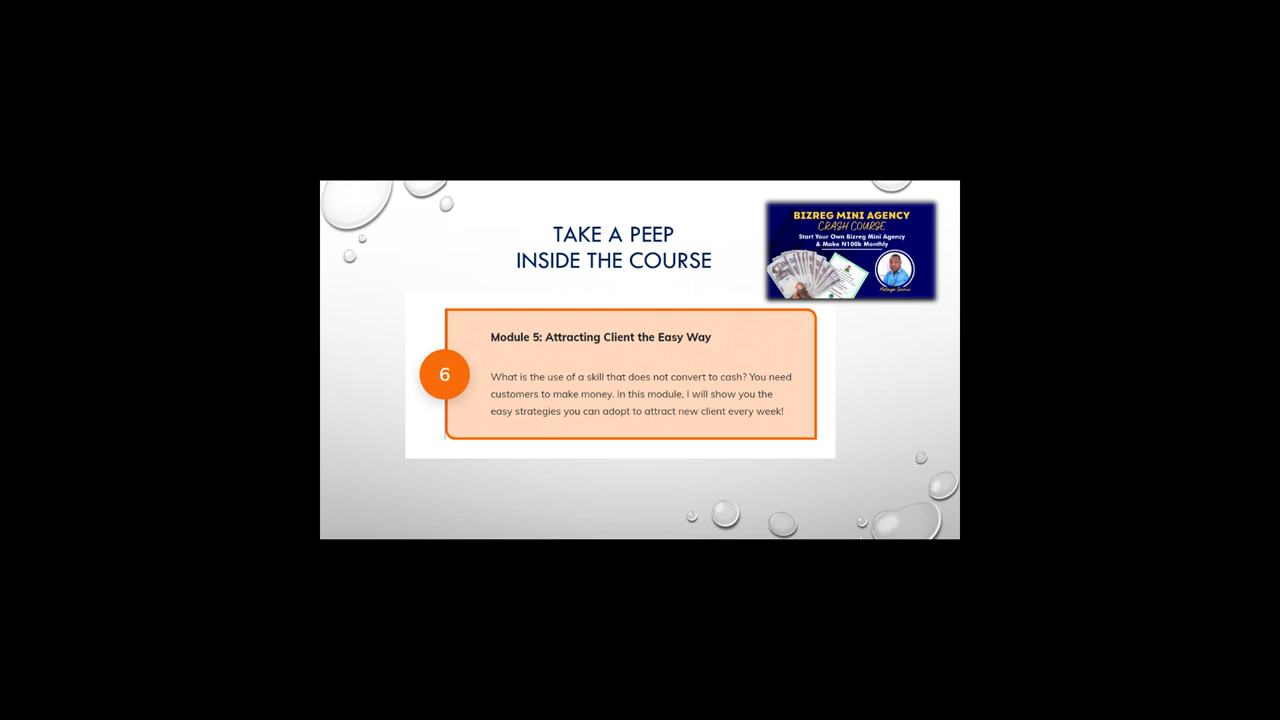 TAKE A PEEP
INSIDE THE COURSE
BIZREG MINI AGENCY
CRASH COURSE
Start Your Own Bizreg Mini Agency
& Make N100k Monthly
6
Module 5: Attracting Client the Easy Way
What is the use of a skill that does not convert to cash? You need
customers to make money. In this module, I will show you the
easy strategies you can adopt to attract new client every week!